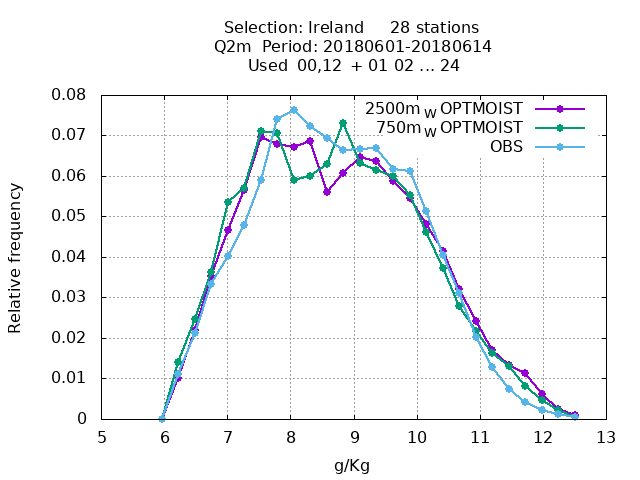 Selection: Ireland 28 stations
Q2m Period: 20180601-20180614
Used 00,12 + 01 02 ... 24
2500m W OPTMOIST
750m W OPTMOIST
OBS
Relative frequency
0.08
0.07
0.06
0.05
0.04
0.03
0.02
0.01
0
5 6 7 8 9 10 11 12 13
g/Kg